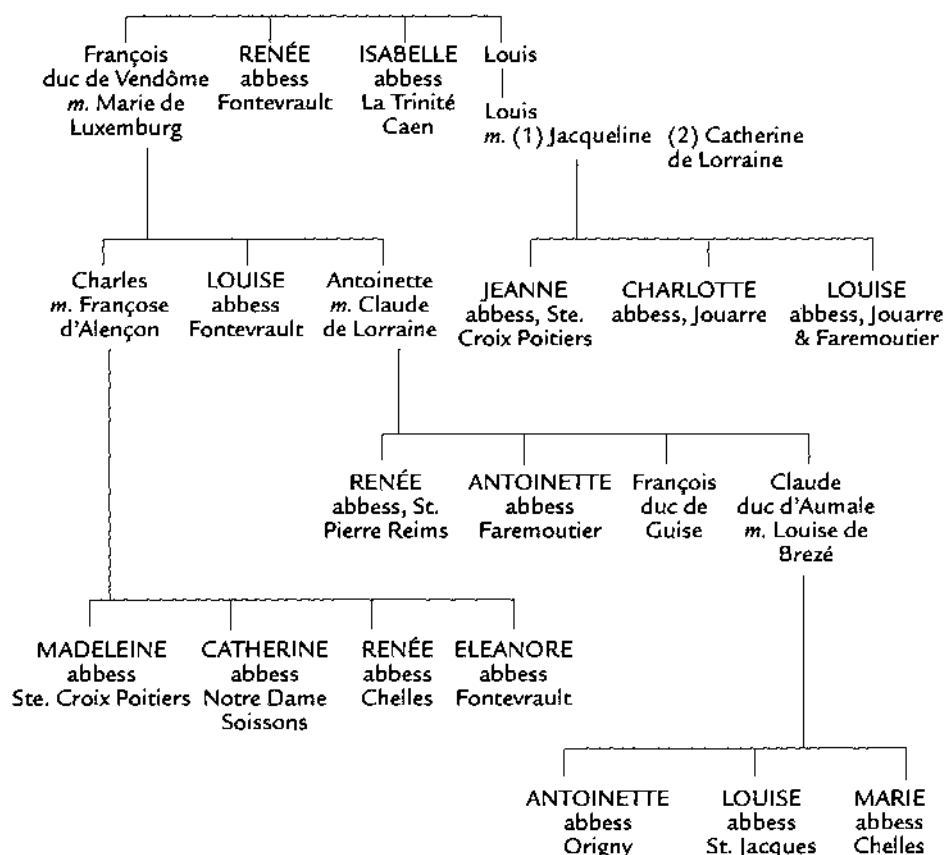 François
duc de Vendôme
m. Marie de
Luxemburg
RENÉE
abbess
Fontevrault
ISABELLE
abbess
La Trinité
Caen
Louis
Louis
m. (1) Jacqueline
(2) Catherine
de Lorraine
Charles
m. Françose
d'Alençon
LOUISE
abbess
Fontevrault
Antoinette
m. Claude
de Lorraine
JEANNE
abbess, Ste.
Croix Poitiers
CHARLOTTE
abbess, Jouarre
LOUISE
abbess, Jouarre
& Faremoutier
RENÉE
abbess, St.
Pierre Reims
ANTOINETTE
abbess
Faremoutier
François
duc de
Guise
Claude
duc d'Aumale
m. Louise de
Brezé
MADELEINE
abbess
Ste. Croix Poitiers
CATHERINE
abbess
Notre Dame
Soissons
RENÉE
abbess
Chelles
ELEANORE
abbess
Fontevrault
ANTOINETTE
abbess
Origny
LOUISE
abbess
St. Jacques
MARIE
abbess
Chelles